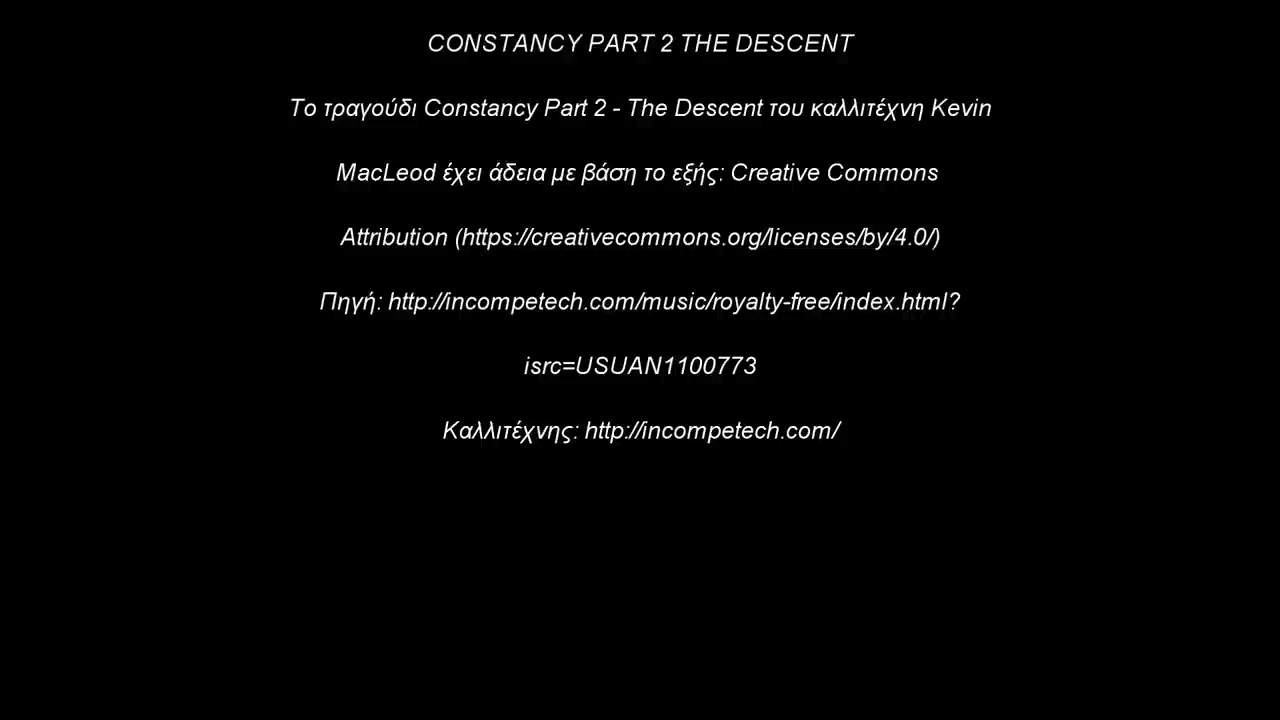 CONSTANCY PART 2 THE DESCENT
Το τραγούδι Constancy Part 2 - The Descent του καλλιτέχνη Kevin
MacLeod έχει άδεια με βάση το εξής: Creative Commons
Attribution (https://creativecommons.org/licenses/by/4.0/)
Πηγή: http://incompetech.com/music/royalty-free/index.html?
isrc=USUAN1100773
Καλλιτέχνης: http://incompetech.com/